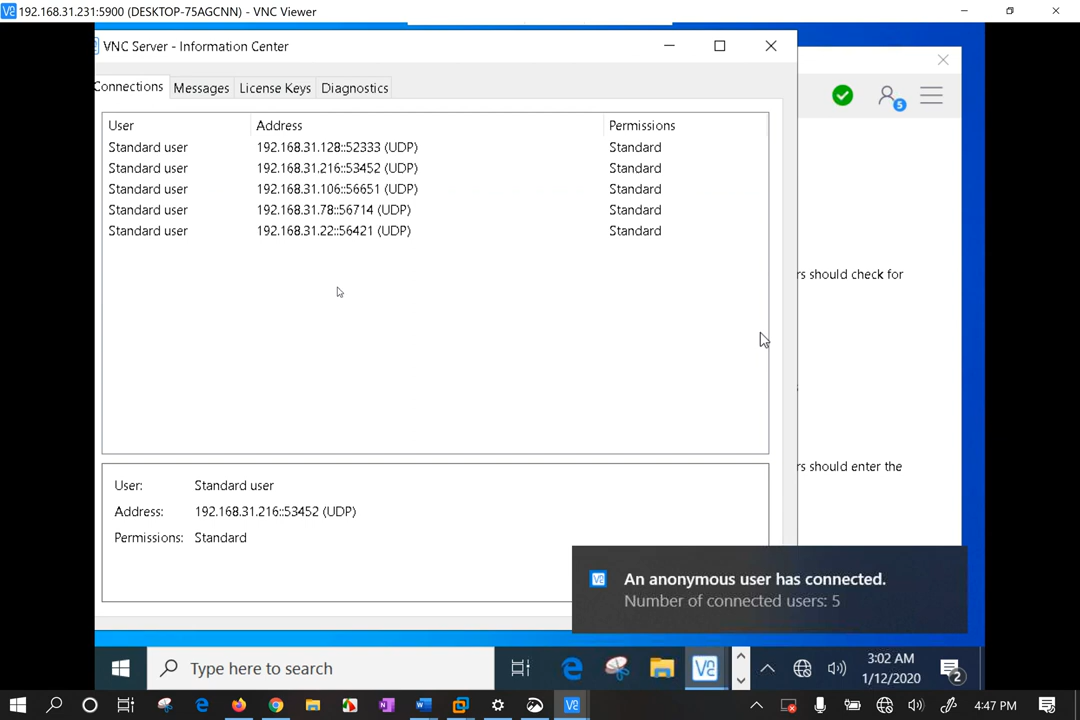 192.168.31.231:5900 (DESKTOP-75AGCNN) - VNC Viewer
VNC Server - Information Center
Connections Messages License Keys Diagnostics
5
User Address Permissions
Standard user 192.168.31.128::52333 (UDP) Standard
Standard user 192.168.31.216::53452 (UDP) Standard
Standard user 192.168.31.106::56651 (UDP) Standard
Standard user 192.168.31.78::56714 (UDP) Standard
Standard user 192.168.31.22::56421 (UDP) Standard
rs should check for
rs should enter the
User: Standard user
Address: 192.168.31.216::53452 (UDP)
Permissions: Standard
An anonymous user has connected.
Number of connected users: 5
Type here to search
3:02 AM
1/12/2020
2
4:47 PM